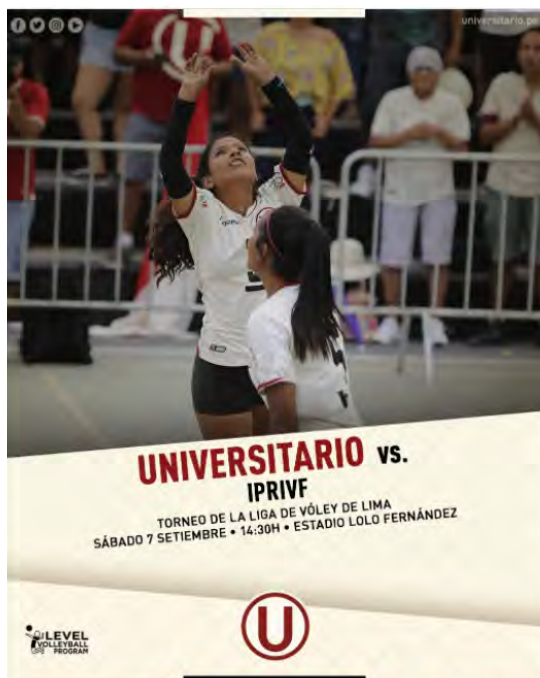 universitario.pe
U
UNIVERSITARIO vs.
IPRIVF
TORNEO DE LA LIGA DE VÓLEY DE LIMA
SÁBADO 7 SETIEMBRE • 14:30H • ESTADIO LOLO FERNÁNDEZ
U
LEVEL
VOLLEYBALL
PROGRAM